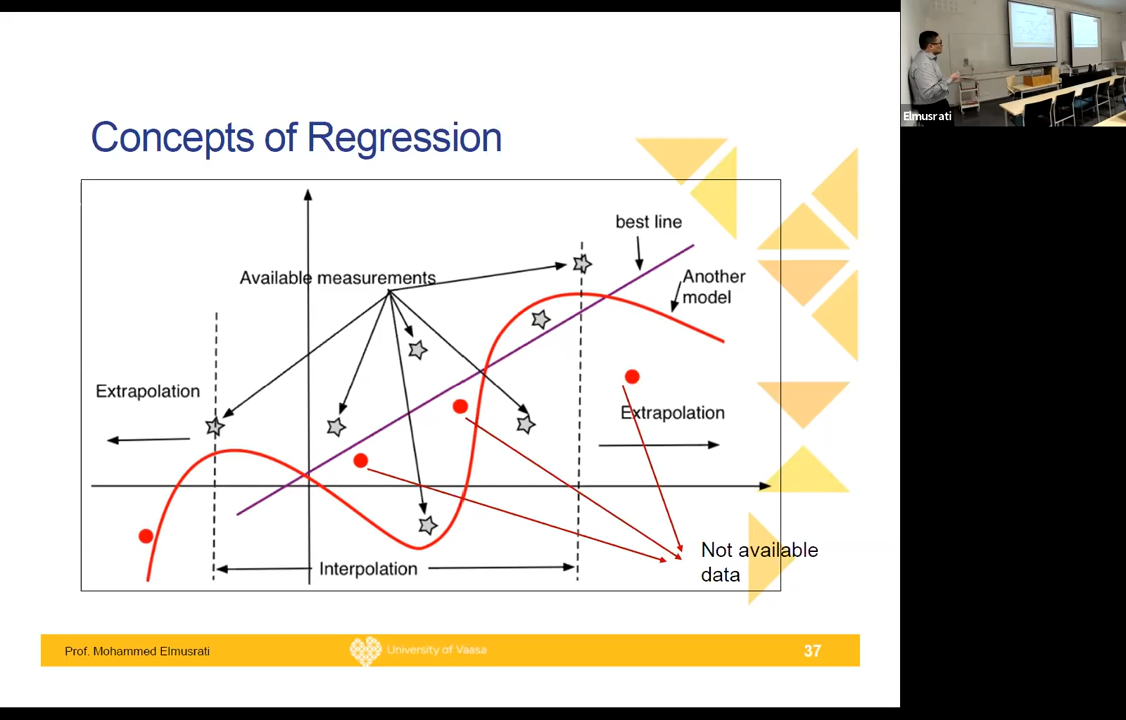 Elmusrati
Concepts of Regression
best line
Available measurements
Another
model
Extrapolation
Extrapolation
Not available
data
Interpolation
Prof. Mohammed Elmusrati
University of Vaasa
37